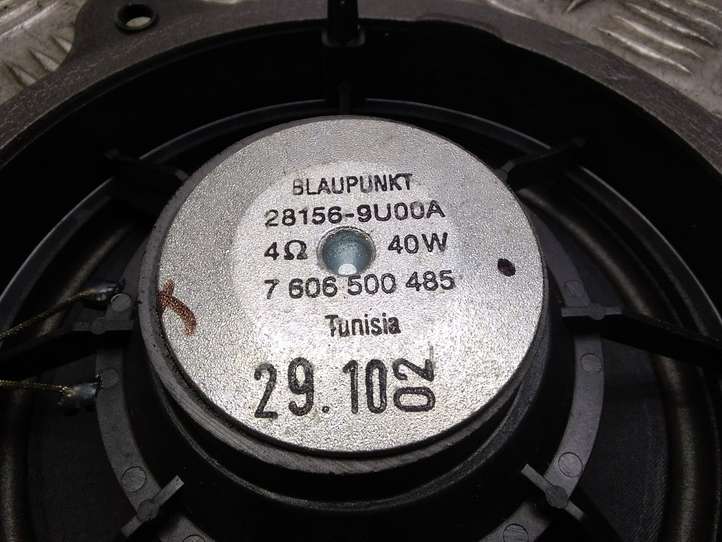 BLAUPUNKT
28156-9U00A
4Ω 40W
7 606 500 485
Tunisia
29.10 02